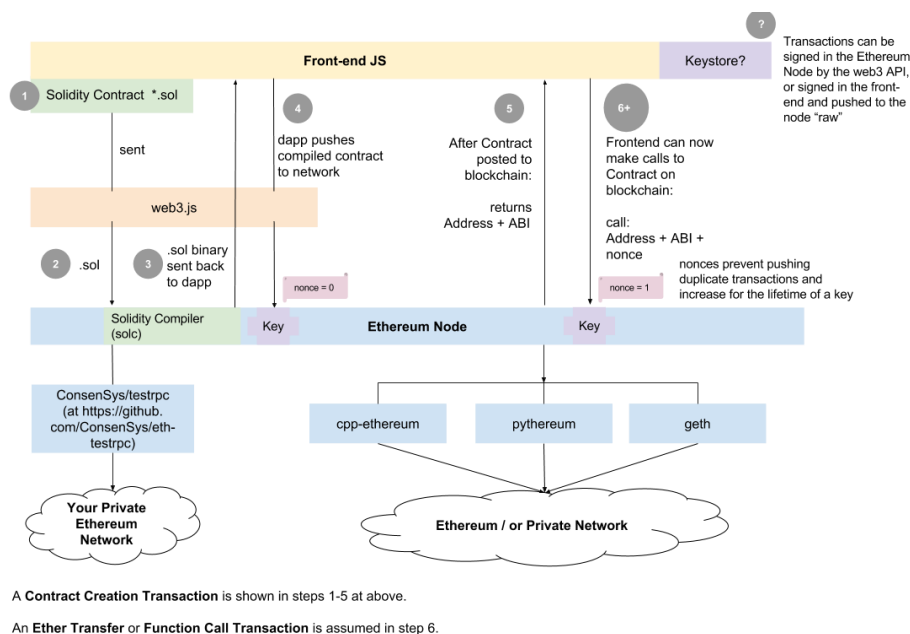 ?
Transactions can be
signed in the Ethereum
Node by the web3 API,
or signed in the front-
end and pushed to the
node “raw”
Front-end JS
Keystore?
1
Solidity Contract *.sol
sent
4
dapp pushes
compiled contract
to network
5
After Contract
posted to
blockchain:
returns
Address + ABI
6+
Frontend can now
make calls to
Contract on
blockchain:
call:
Address + ABI +
nonce
web3.js
2
.sol
3
.sol binary
sent back
to dapp
nonce = 0
nonce = 1
nonces prevent pushing
duplicate transactions and
increase for the lifetime of a key
Solidity Compiler
(solc)
Key
Ethereum Node
Key
ConsenSys/testrpc
(at https://github.
com/ConsenSys/eth-
testrpc)
cpp-ethereum
pythereum
geth
Your Private
Ethereum
Network
Ethereum / or Private Network
A Contract Creation Transaction is shown in steps 1-5 at above.
An Ether Transfer or Function Call Transaction is assumed in step 6.